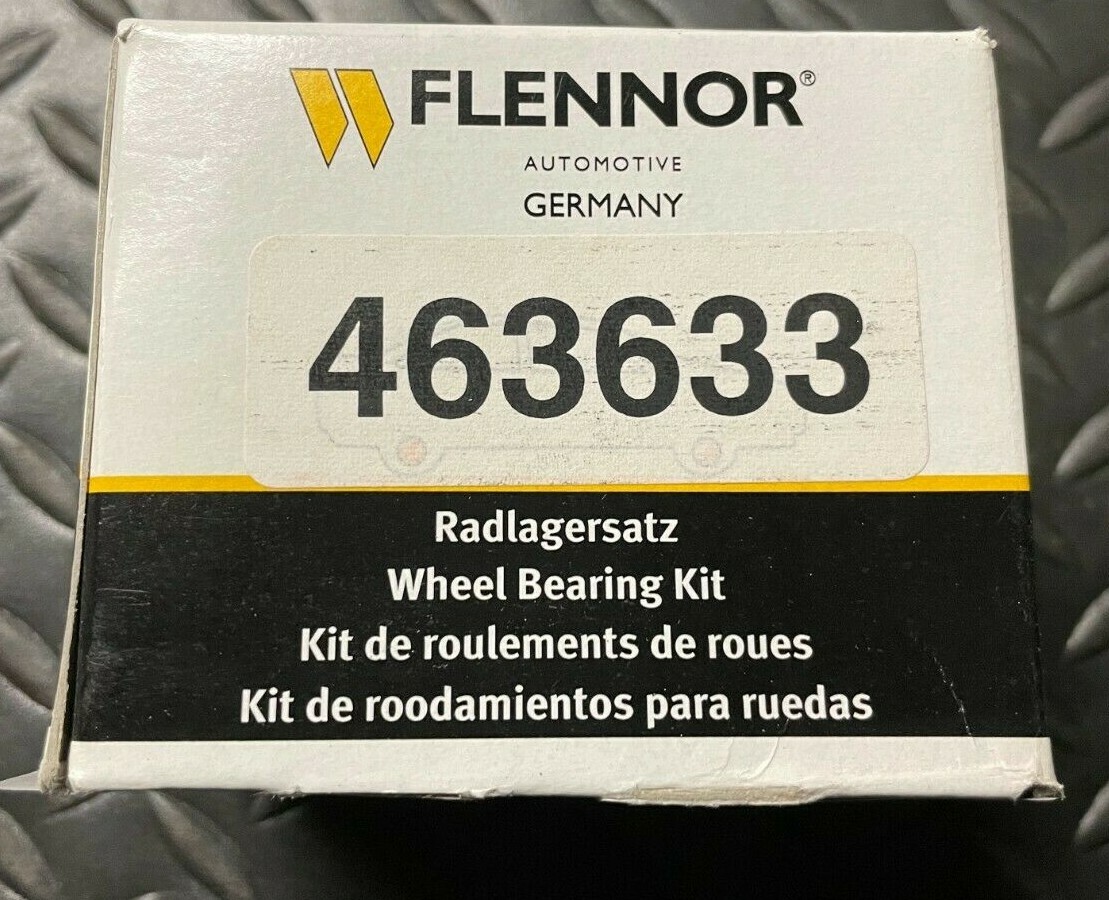 FLENNOR®
AUTOMOTIVE
GERMANY
463633
Radlagersatz
Wheel Bearing Kit
Kit de roulements de roues
Kit de roodamientos para ruedas